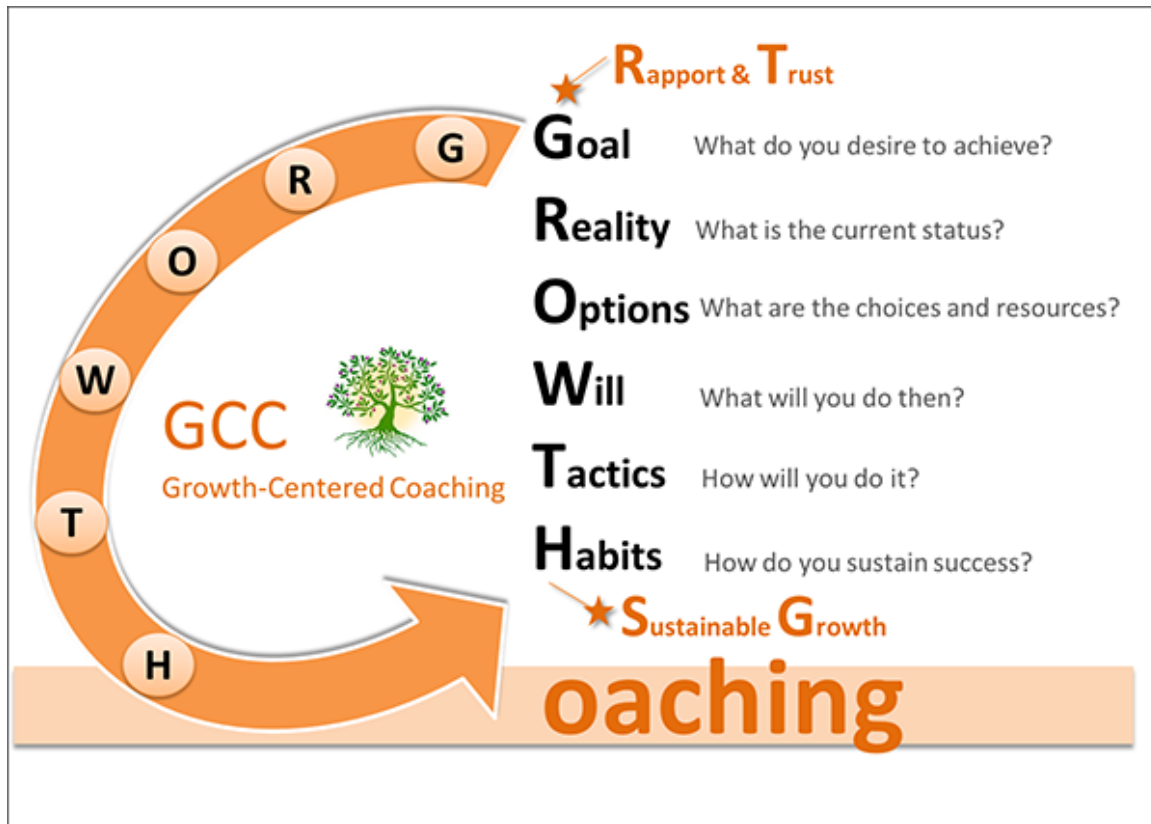 Rapport & Trust
Goal What do you desire to achieve?
Reality What is the current status?
Options What are the choices and resources?
Will What will you do then?
Tactics How will you do it?
Habits How do you sustain success?
Sustainable Growth
G
R
O
W
T
H
GCC
Growth-Centered Coaching
oaching